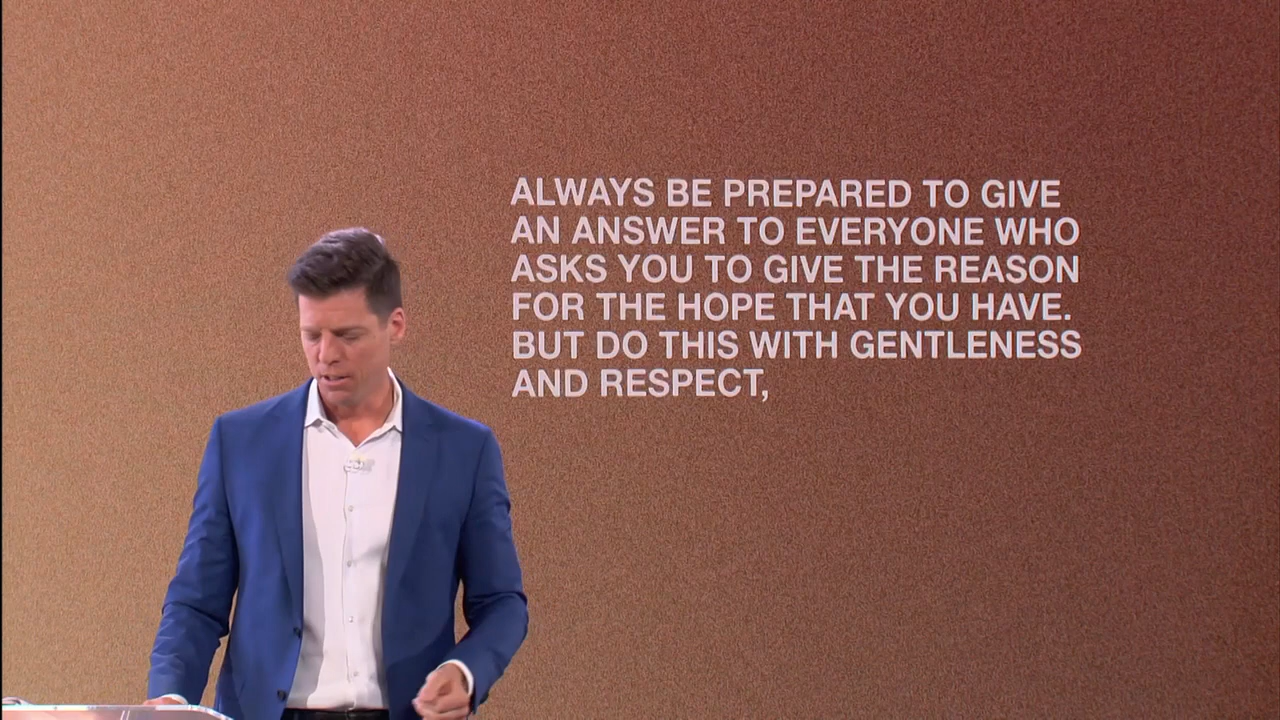 ALWAYS BE PREPARED TO GIVE
AN ANSWER TO EVERYONE WHO
ASKS YOU TO GIVE THE REASON
FOR THE HOPE THAT YOU HAVE.
BUT DO THIS WITH GENTLENESS
AND RESPECT,